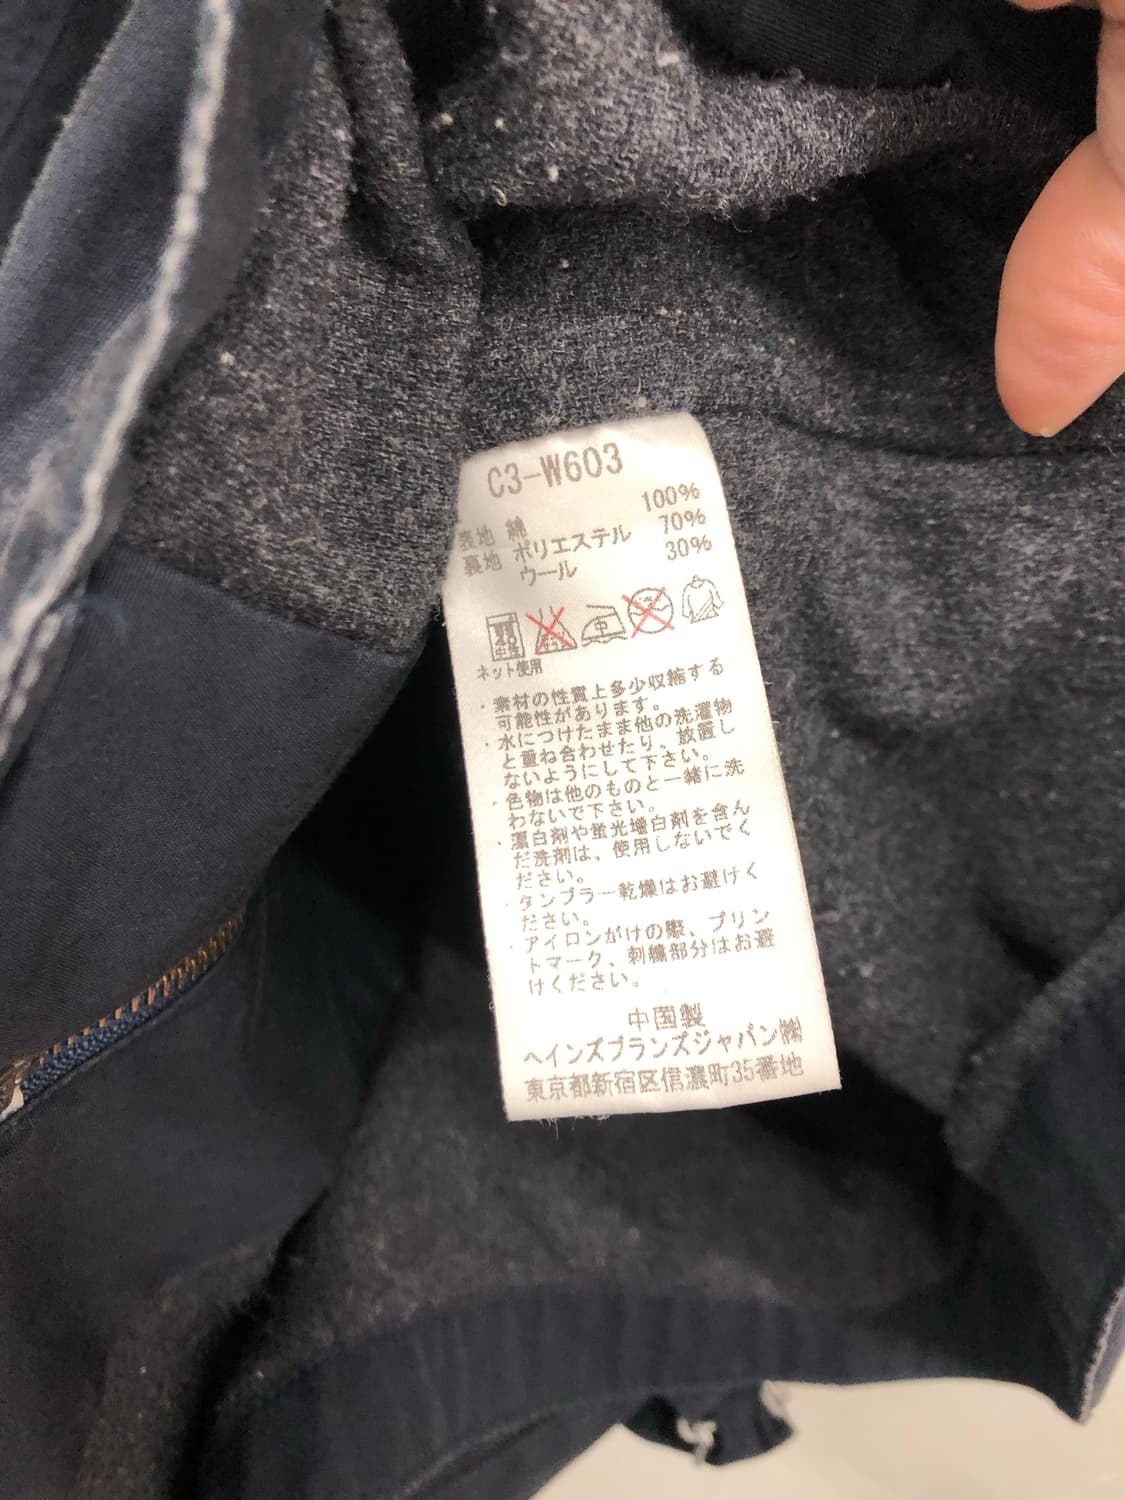 C3-W603
表地 綿 100%
裏地 ポリエステル 70%
ウール 30%
中性
中
ネット使用
・素材の性質上多少収縮する
可能性があります。
・水につけたまま他の洗濯物
と重ね合わせたり、放置し
ないようにして下さい。
・色物は他のものと一緒に洗
わないで下さい。
・漂白剤や蛍光増白剤を含ん
だ洗剤は、使用しないでく
ださい。
・タンブラー乾燥はお避けく
ださい。
・アイロンがけの際、プリン
トマーク、刺繍部分はお避
けください。
中国製
ヘインズブランズジャパン㈱
東京都新宿区信濃町35番地